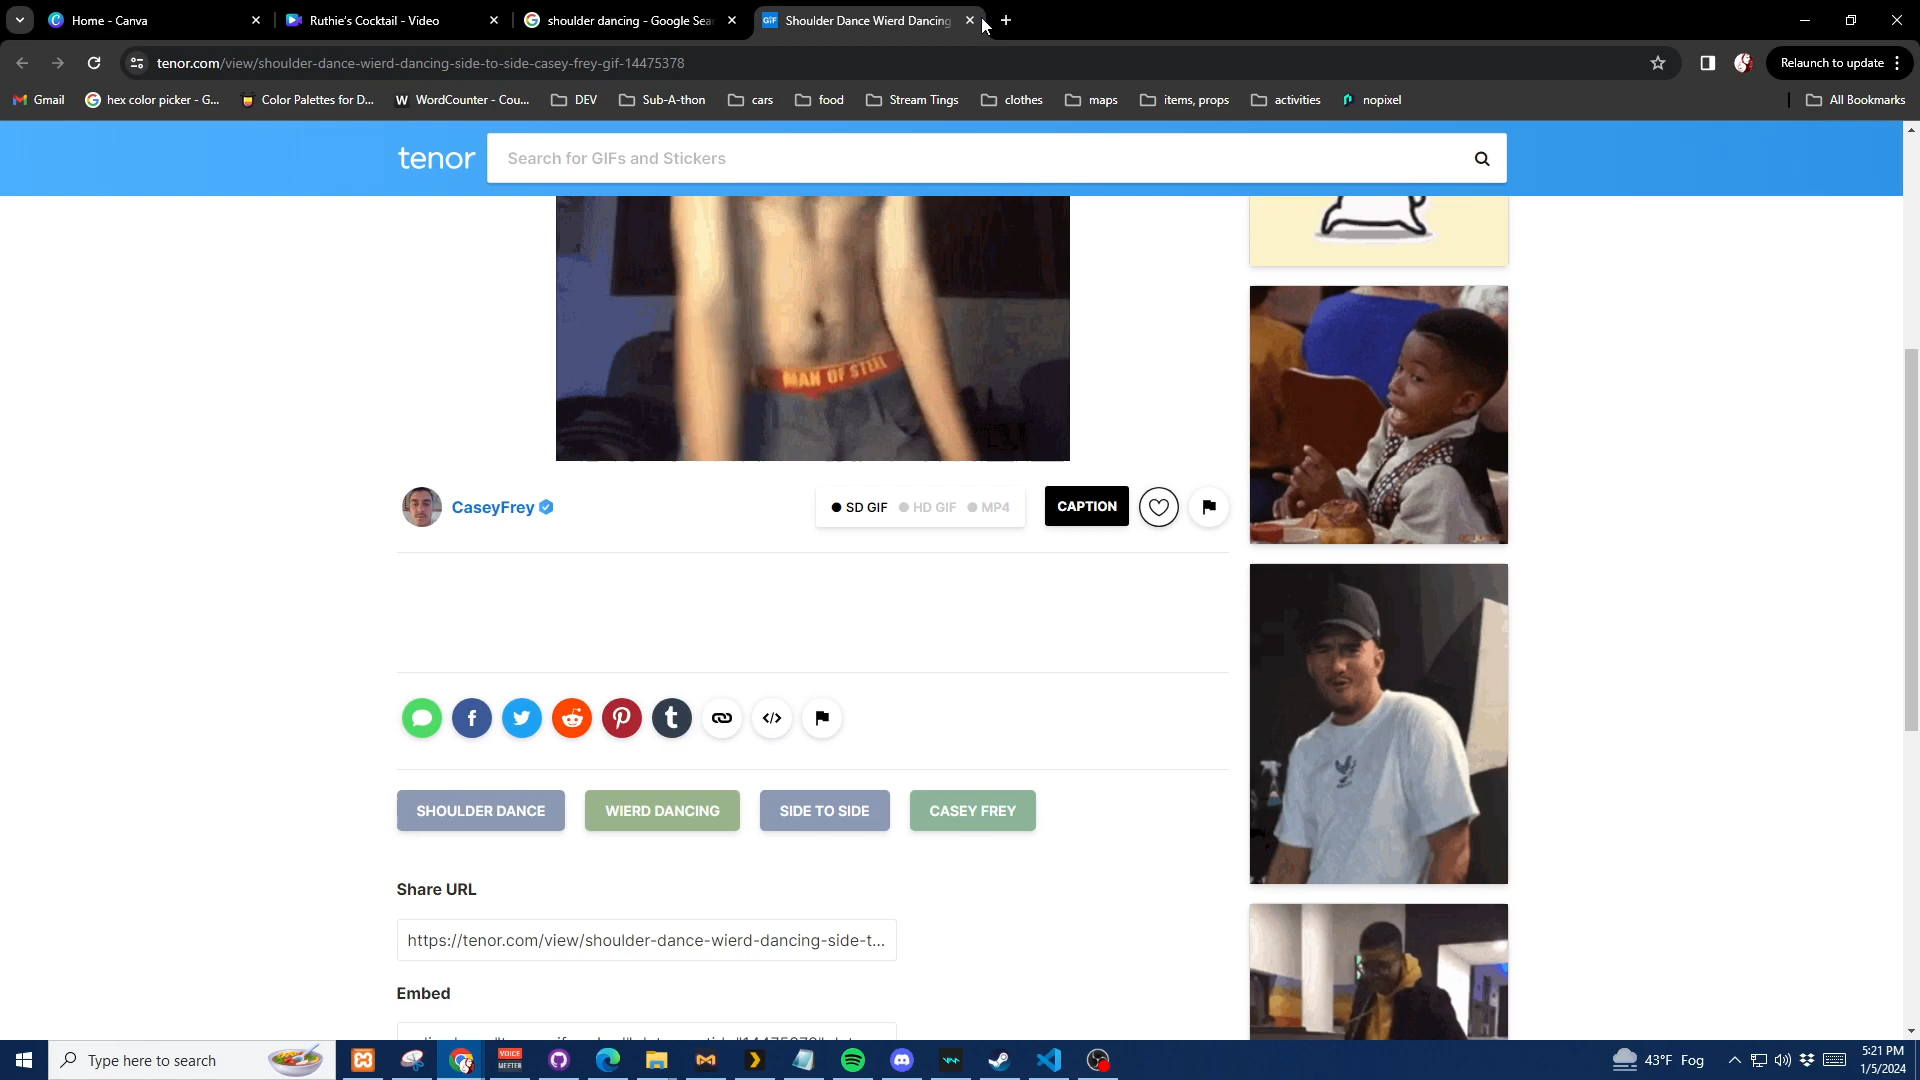 Home - Canva
Ruthie's Cocktail - Video
shoulder dancing - Google Sea
GIF Shoulder Dance Wierd Dancing
tenor.com/view/shoulder-dance-wierd-dancing-side-to-side-casey-frey-gif-14475378
Relaunch to update
Gmail
hex color picker - G...
Color Palettes for D...
W WordCounter - Cou...
DEV
Sub-A-thon
cars
food
Stream Tings
clothes
maps
items, props
activities
nopixel
All Bookmarks
tenor
Search for GIFs and Stickers
MAN OF STEEL
CaseyFrey
SD GIF
HD GIF
MP4
CAPTION
SHOULDER DANCE
WIERD DANCING
SIDE TO SIDE
CASEY FREY
Share URL
https://tenor.com/view/shoulder-dance-wierd-dancing-side-t...
Embed
Type here to search
VOICE
MEETER
43°F Fog
5:21 PM
1/5/2024